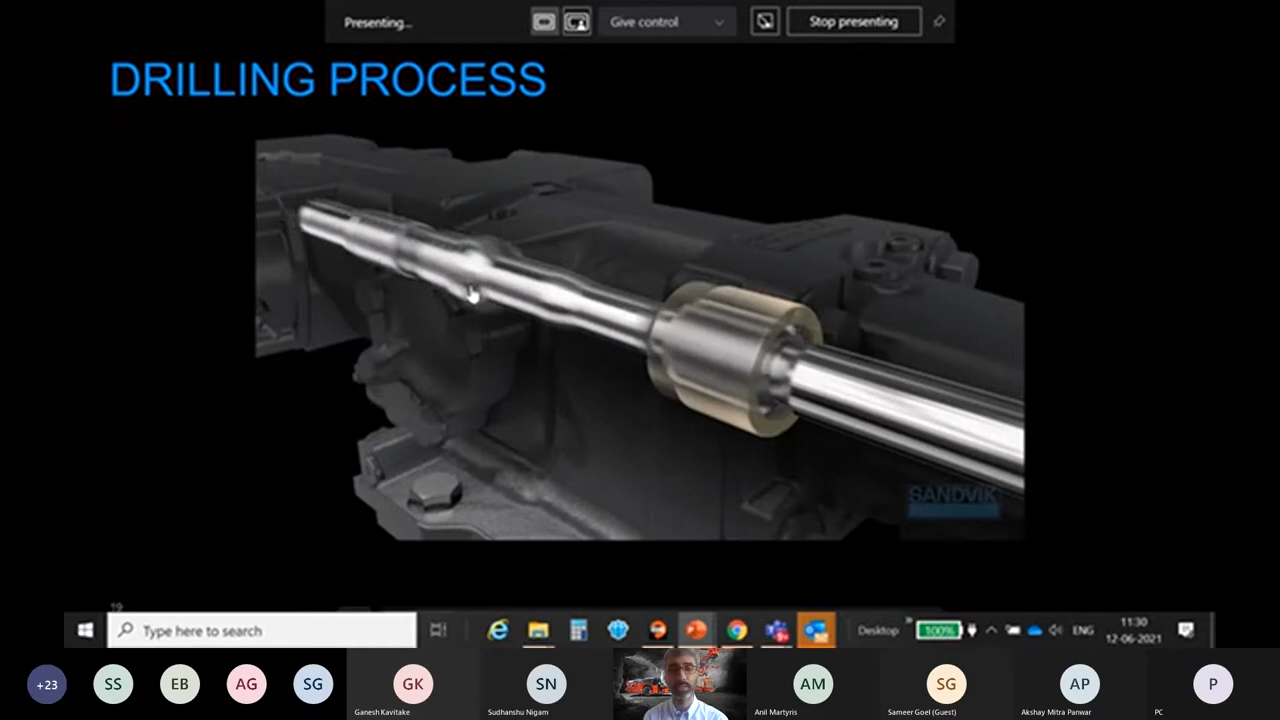 Presenting...
Give control
Stop presenting
DRILLING PROCESS
SANDVIK
19
Type here to search
Desktop
100%
ENG
11:30
12-06-2021
+23
SS
EB
AG
SG
GK
SN
AM
SG
AP
P
Ganesh Kavitake
Sudhanshu Nigam
Anil Martyris
Sameer Goel (Guest)
Akshay Mitra Panwar
PC